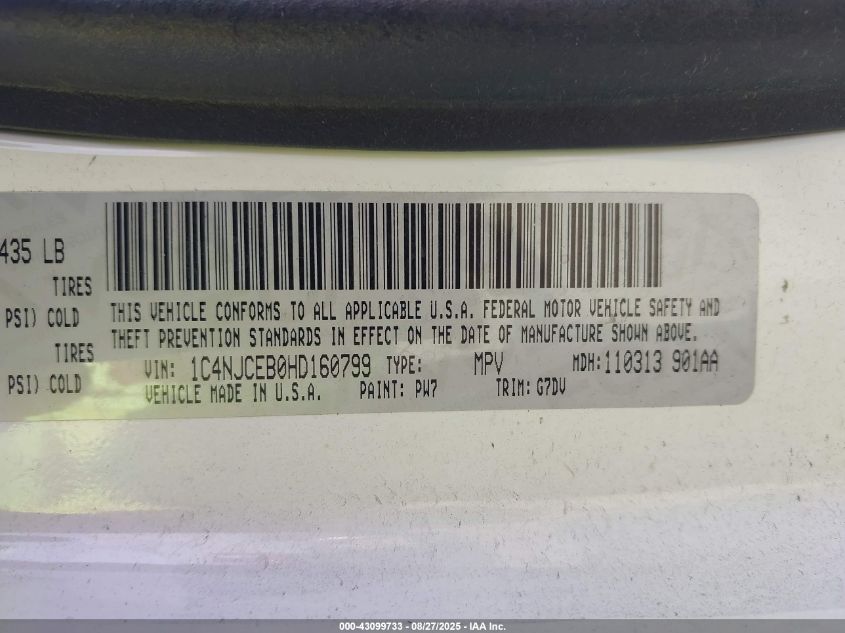 435 LB
TIRES
PSI) COLD
TIRES
PSI) COLD
THIS VEHICLE CONFORMS TO ALL APPLICABLE U.S.A. FEDERAL MOTOR VEHICLE SAFETY AND
THEFT PREVENTION STANDARDS IN EFFECT ON THE DATE OF MANUFACTURE SHOWN ABOVE.
VIN: 1C4NJCEB0HD160799 TYPE: MPV MDH: 110313 901AA
VEHICLE MADE IN U.S.A. PAINT: PW7 TRIM: G7DV
000-43099733 - 08/27/2025 - IAA Inc.